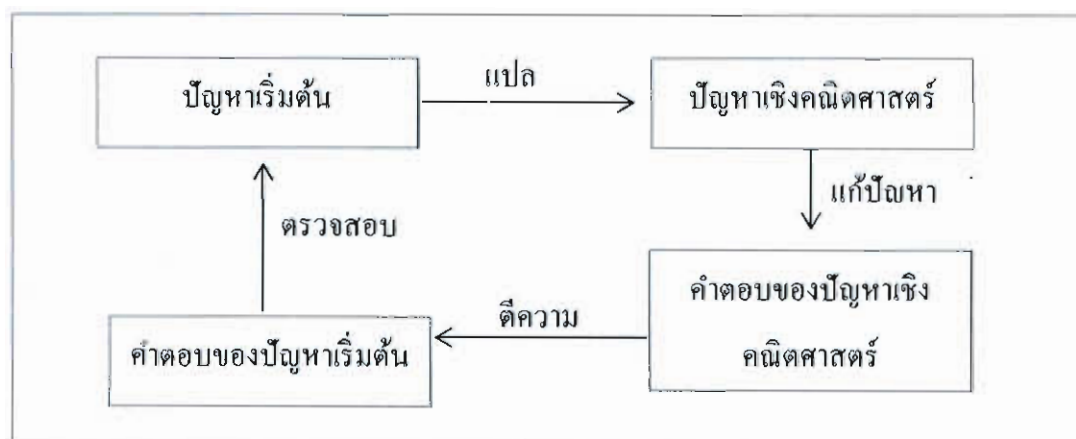 ปัญหาเริ่มต้น
แปล
ปัญหาเชิงคณิตศาสตร์
แก้ปัญหา
คำตอบของปัญหาเชิง
คณิตศาสตร์
ตีความ
คำตอบของปัญหาเริ่มต้น
ตรวจสอบ